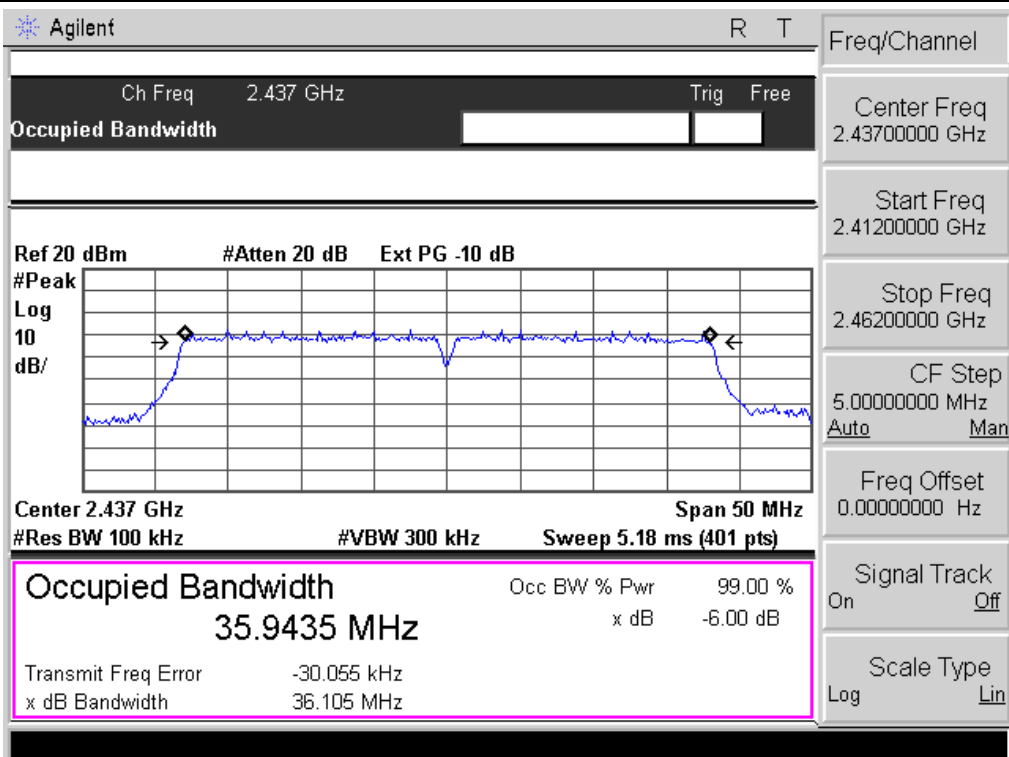 Agilent R T
Ch Freq 2.437 GHz Trig Free
Occupied Bandwidth
Ref 20 dBm #Atten 20 dB Ext PG -10 dB
#Peak
Log
10
dB/
Center 2.437 GHz Span 50 MHz
#Res BW 100 kHz #VBW 300 kHz Sweep 5.18 ms (401 pts)
Occupied Bandwidth Occ BW % Pwr 99.00 %
35.9435 MHz x dB -6.00 dB
Transmit Freq Error -30.055 kHz
x dB Bandwidth 36.105 MHz
Freq/Channel
Center Freq
2.43700000 GHz
Start Freq
2.41200000 GHz
Stop Freq
2.46200000 GHz
CF Step
5.00000000 MHz
Auto Man
Freq Offset
0.00000000 Hz
Signal Track
On Off
Scale Type
Log Lin